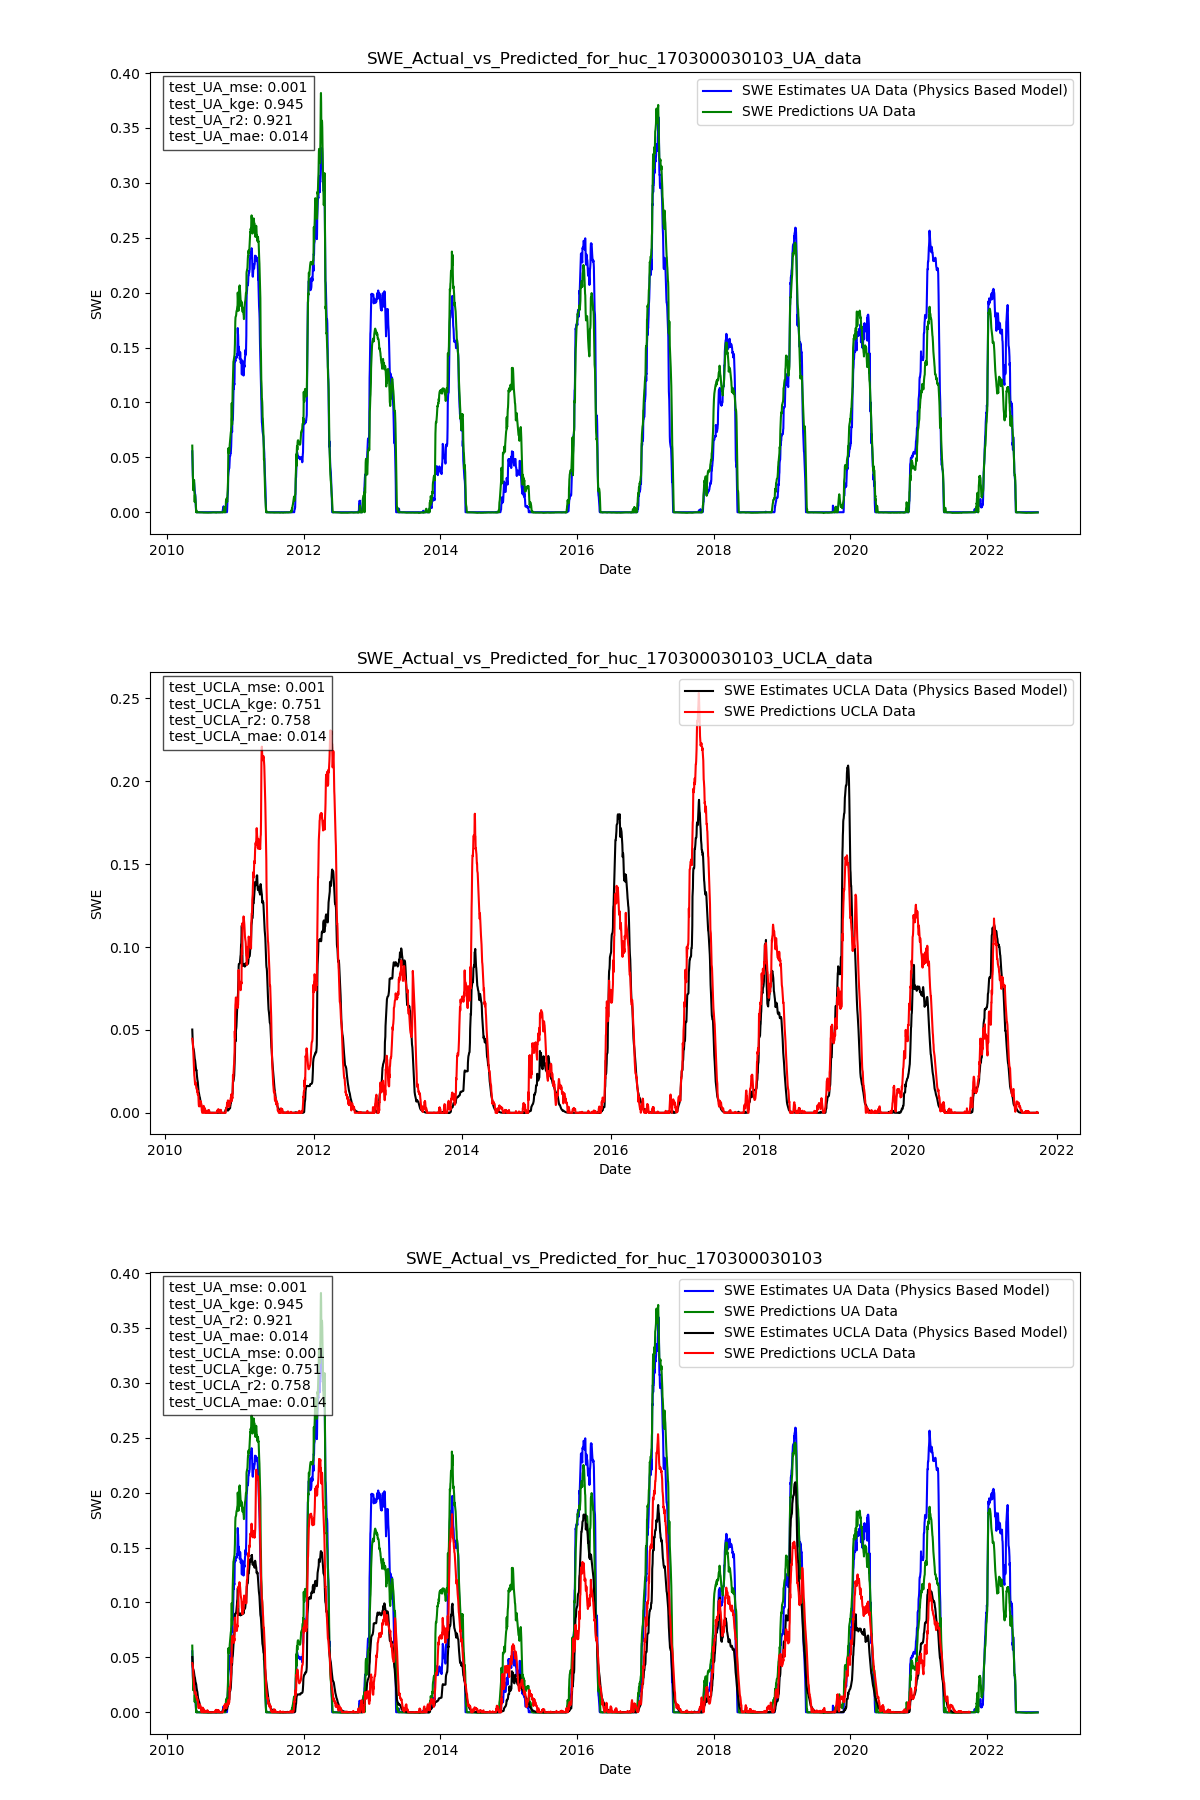 SWE_Actual_vs_Predicted_for_huc_170300030103_UA_data
test_UA_mse: 0.001
test_UA_kge: 0.945
test_UA_r2: 0.921
test_UA_mae: 0.014
SWE Estimates UA Data (Physics Based Model)
SWE Predictions UA Data
0.40
0.35
0.30
0.25
0.20
0.15
0.10
0.05
0.00
SWE
2010 2012 2014 2016 2018 2020 2022
Date
SWE_Actual_vs_Predicted_for_huc_170300030103_UCLA_data
test_UCLA_mse: 0.001
test_UCLA_kge: 0.751
test_UCLA_r2: 0.758
test_UCLA_mae: 0.014
SWE Estimates UCLA Data (Physics Based Model)
SWE Predictions UCLA Data
0.25
0.20
0.15
0.10
0.05
0.00
SWE
2010 2012 2014 2016 2018 2020 2022
Date
SWE_Actual_vs_Predicted_for_huc_170300030103
test_UA_mse: 0.001
test_UA_kge: 0.945
test_UA_r2: 0.921
test_UA_mae: 0.014
test_UCLA_mse: 0.001
test_UCLA_kge: 0.751
test_UCLA_r2: 0.758
test_UCLA_mae: 0.014
SWE Estimates UA Data (Physics Based Model)
SWE Predictions UA Data
SWE Estimates UCLA Data (Physics Based Model)
SWE Predictions UCLA Data
0.40
0.35
0.30
0.25
0.20
0.15
0.10
0.05
0.00
SWE
2010 2012 2014 2016 2018 2020 2022
Date